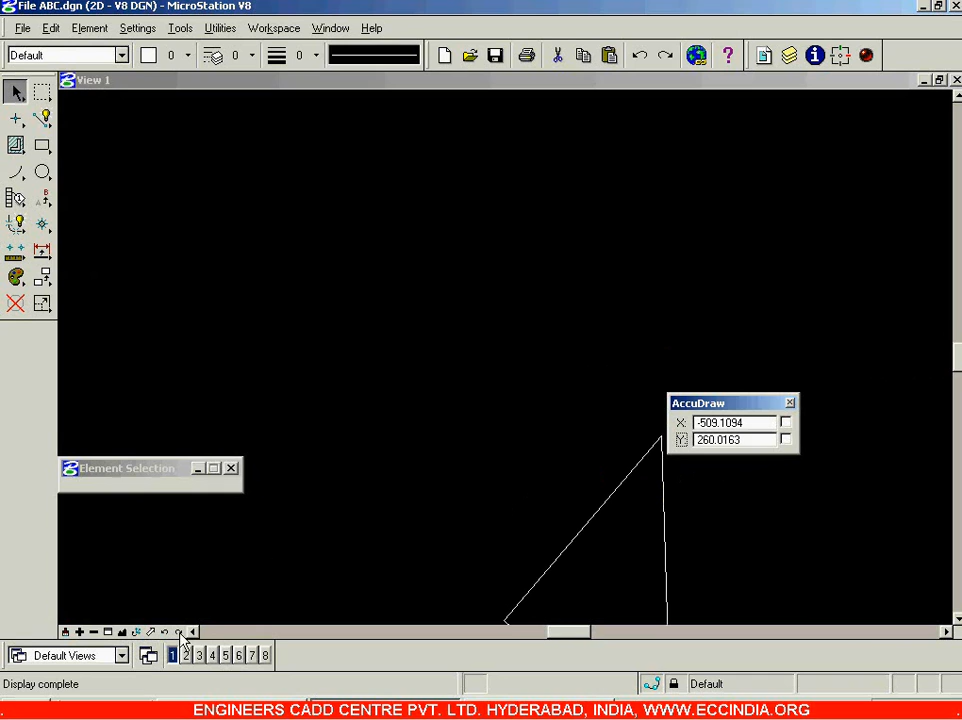 File ABC.dgn (2D - V8 DGN) - MicroStation V8
File Edit Element Settings Tools Utilities Workspace Window Help
Default 0 0 0
View 1
AccuDraw
X: -509.1094
Y: 260.0163
Element Selection
Default Views 1 2 3 4 5 6 7 8
Display complete Default
ENGINEERS CADD CENTRE PVT. LTD. HYDERABAD, INDIA, WWW.ECCINDIA.ORG